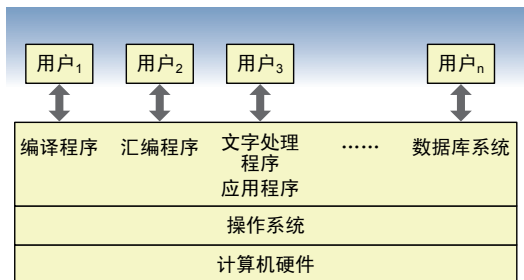 用户1 用户2 用户3 用户n
编译程序 汇编程序 文字处理 …… 数据库系统
程序
应用程序
操作系统
计算机硬件